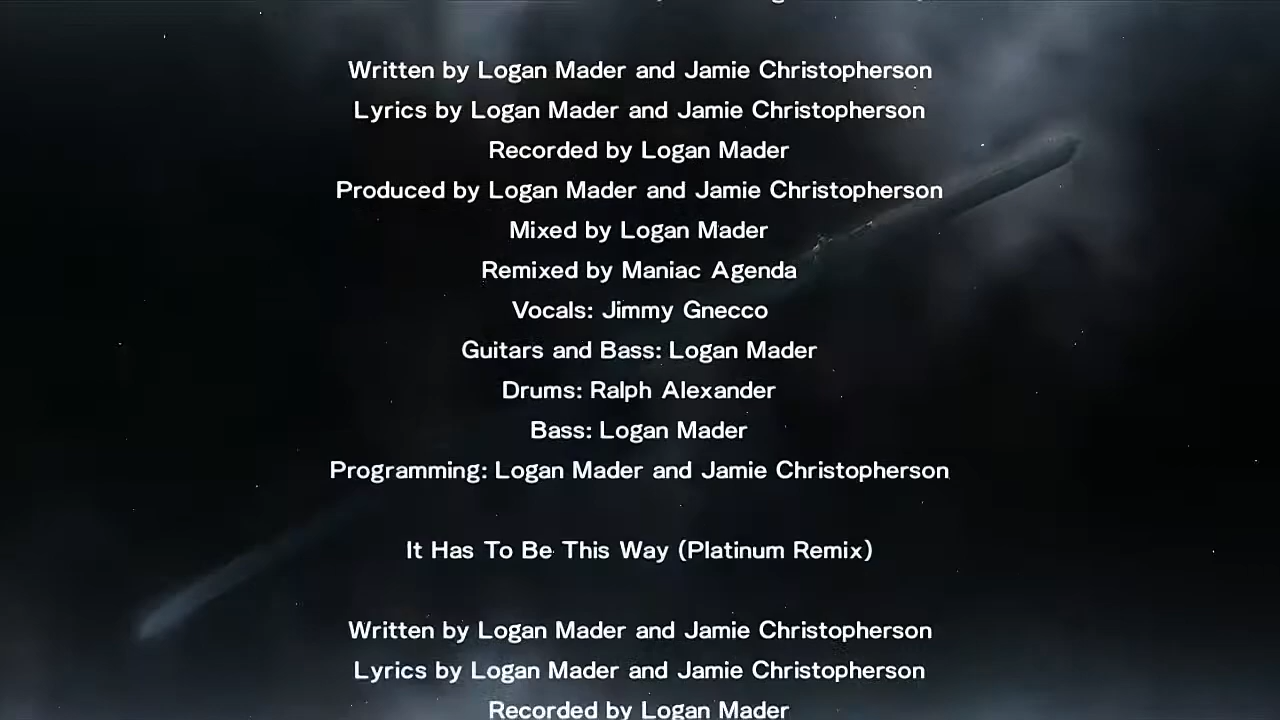 Written by Logan Mader and Jamie Christopherson
Lyrics by Logan Mader and Jamie Christopherson
Recorded by Logan Mader
Produced by Logan Mader and Jamie Christopherson
Mixed by Logan Mader
Remixed by Maniac Agenda
Vocals: Jimmy Gnecco
Guitars and Bass: Logan Mader
Drums: Ralph Alexander
Bass: Logan Mader
Programming: Logan Mader and Jamie Christopherson
It Has To Be This Way (Platinum Remix)
Written by Logan Mader and Jamie Christopherson
Lyrics by Logan Mader and Jamie Christopherson
Recorded by Logan Mader